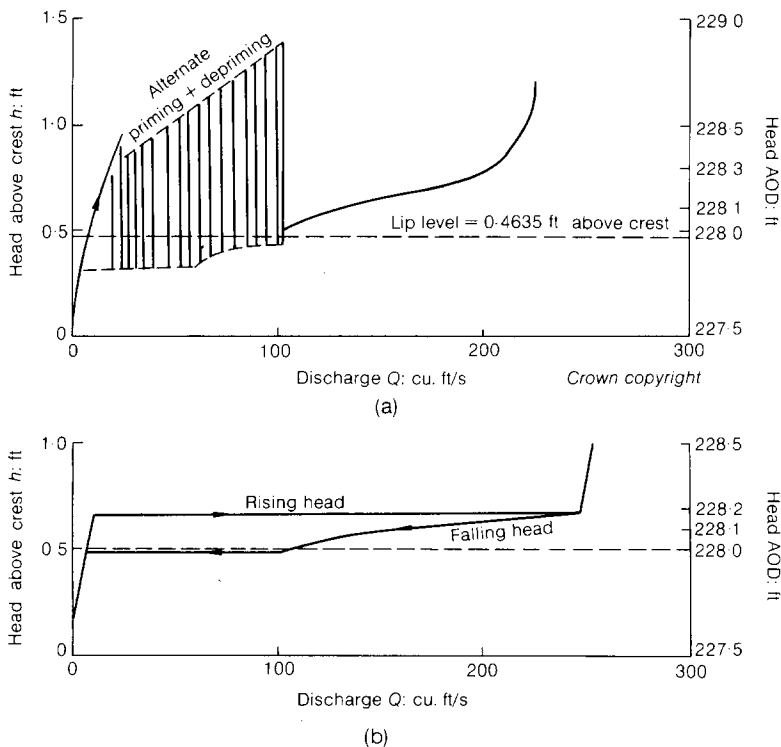 1·5
1·0
0·5
0
Head above crest h: ft
Alternate
priming + depriming
Lip level = 0·4635 ft above crest
229 0
228·5
228·3
228 1
228 0
227·5
Head AOD: ft
0
100
200
300
Discharge Q: cu. ft/s
Crown copyright
(a)
1·0
0·5
0
Head above crest h: ft
Rising head
Falling head
228·5
228·2
228·1
228·0
227·5
Head AOD: ft
0
100
200
300
Discharge Q: cu. ft/s
(b)